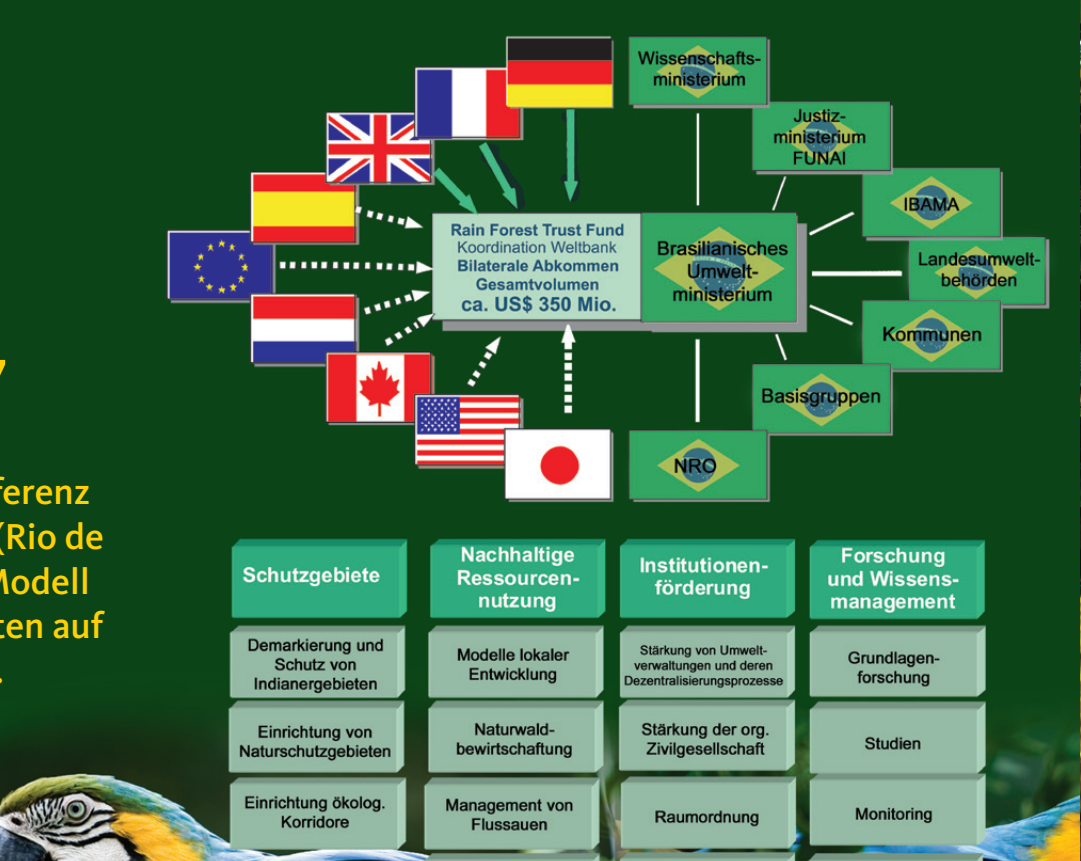 Wissenschafts-
ministerium
Justiz-
ministerium
FUNAI
IBAMA
Landesumwelt-
behörden
Kommunen
Basisgruppen
NRO
Rain Forest Trust Fund
Koordination Weltbank
Bilaterale Abkommen
Gesamtvolumen
ca. US$ 350 Mio.
Brasilianisches
Umwelt-
ministerium
ferenz
(Rio de
Modell
ten auf
Schutzgebiete
Demarkierung und
Schutz von
Indianergebieten
Einrichtung von
Naturschutzgebieten
Einrichtung ökolog.
Korridore
Nachhaltige
Ressourcen-
nutzung
Modelle lokaler
Entwicklung
Naturwald-
bewirtschaftung
Management von
Flussauen
Institutionen-
förderung
Stärkung von Umwelt-
verwaltungen und deren
Dezentralisierungsprozesse
Stärkung der org.
Zivilgesellschaft
Raumordnung
Forschung
und Wissens-
management
Grundlagen-
forschung
Studien
Monitoring